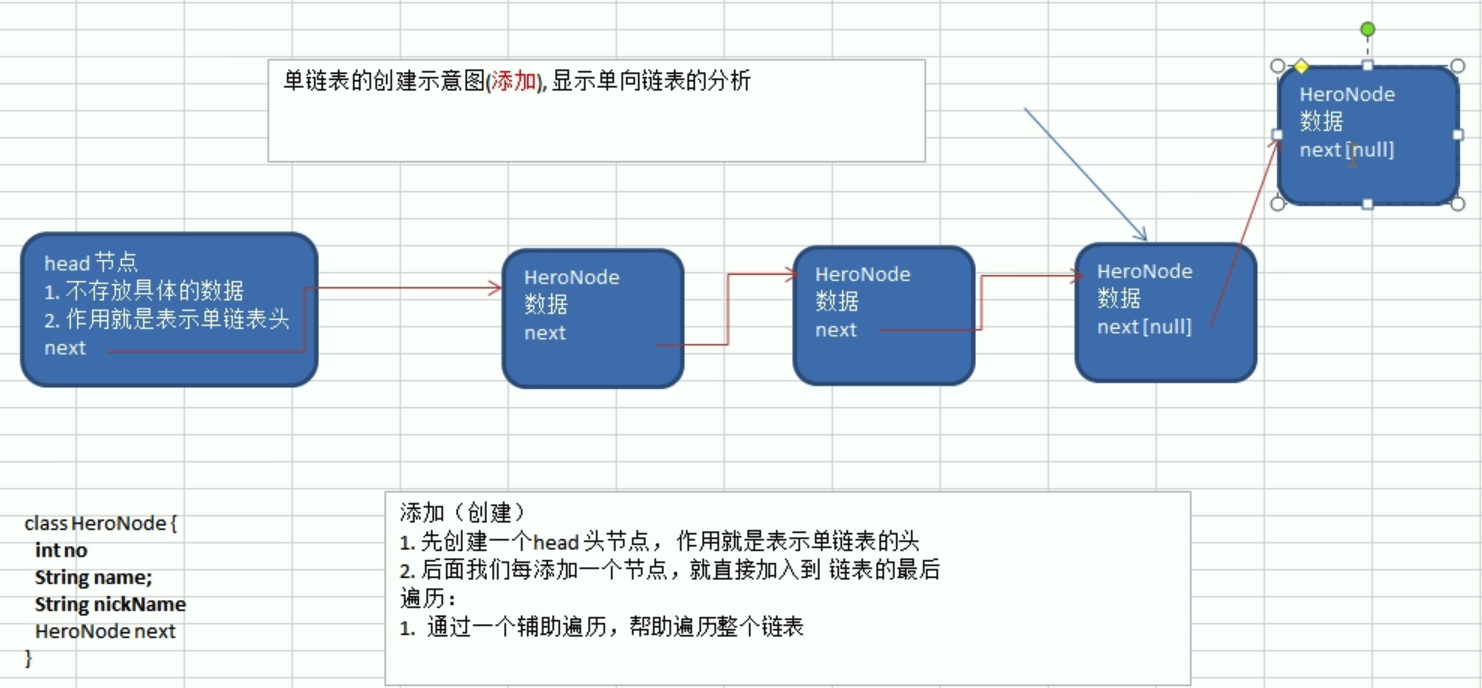 单链表的创建示意图(添加), 显示单向链表的分析
HeroNode
数据
next [null]
head 节点
1. 不存放具体的数据
2. 作用就是表示单链表头
next
HeroNode
数据
next
HeroNode
数据
next
HeroNode
数据
next [null]
class HeroNode {
int no
String name;
String nickName
HeroNode next
}
添加（创建）
1. 先创建一个head 头节点， 作用就是表示单链表的头
2. 后面我们每添加一个节点，就直接加入到 链表的最后
遍历：
1. 通过一个辅助遍历，帮助遍历整个链表